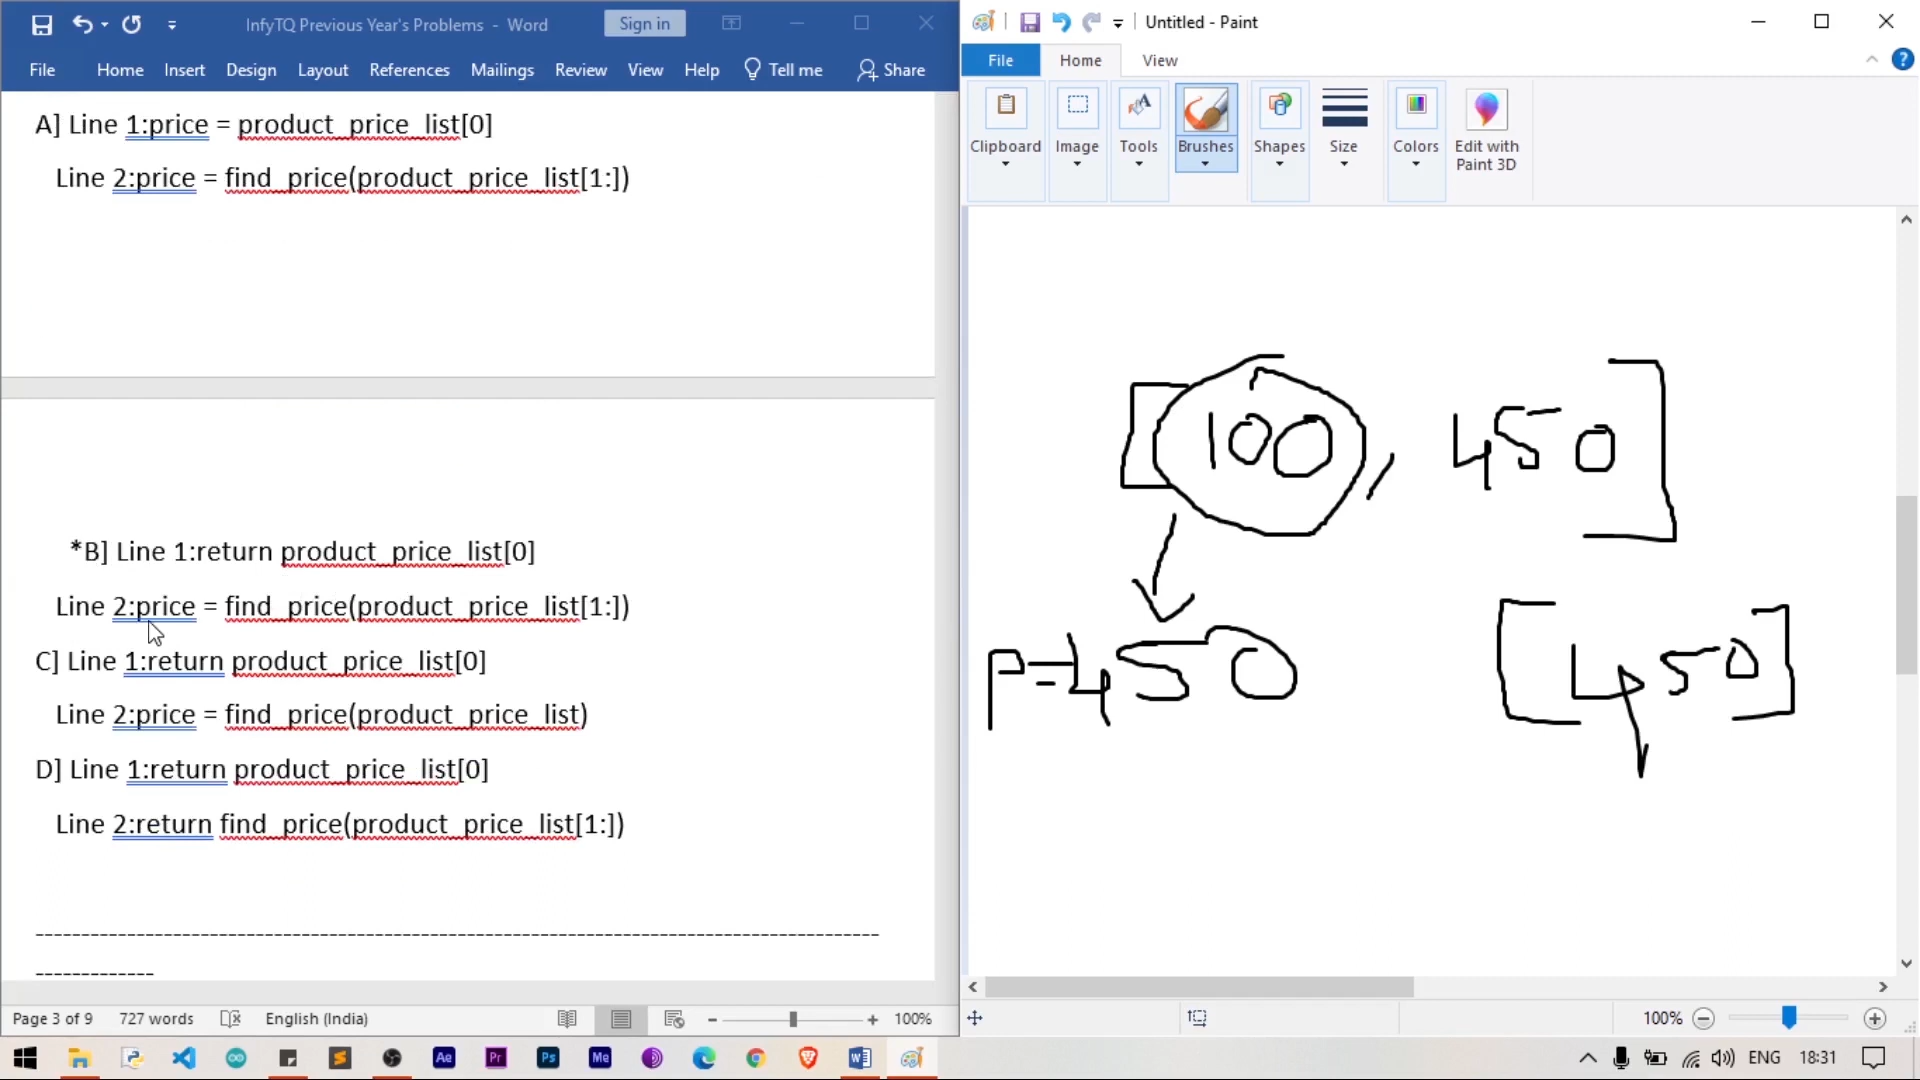 InfyTQ Previous Year's Problems - Word
Sign in
File Home Insert Design Layout References Mailings Review View Help Tell me Share
A] Line 1:price = product_price_list[0]
Line 2:price = find_price(product_price_list[1:])
*B] Line 1:return product_price_list[0]
Line 2:price = find_price(product_price_list[1:])
C] Line 1:return product_price_list[0]
Line 2:price = find_price(product_price_list)
D] Line 1:return product_price_list[0]
Line 2:return find_price(product_price_list[1:])
--------------------------------------------------------------------------------------------
-------------
Page 3 of 9 727 words English (India) 100%
Untitled - Paint
File Home View
Clipboard Image Tools Brushes Shapes Size Colors Edit with
Paint 3D
[100, 450]
P=450 [450]
100%
Ae Pr Ps Me
ENG 18:31